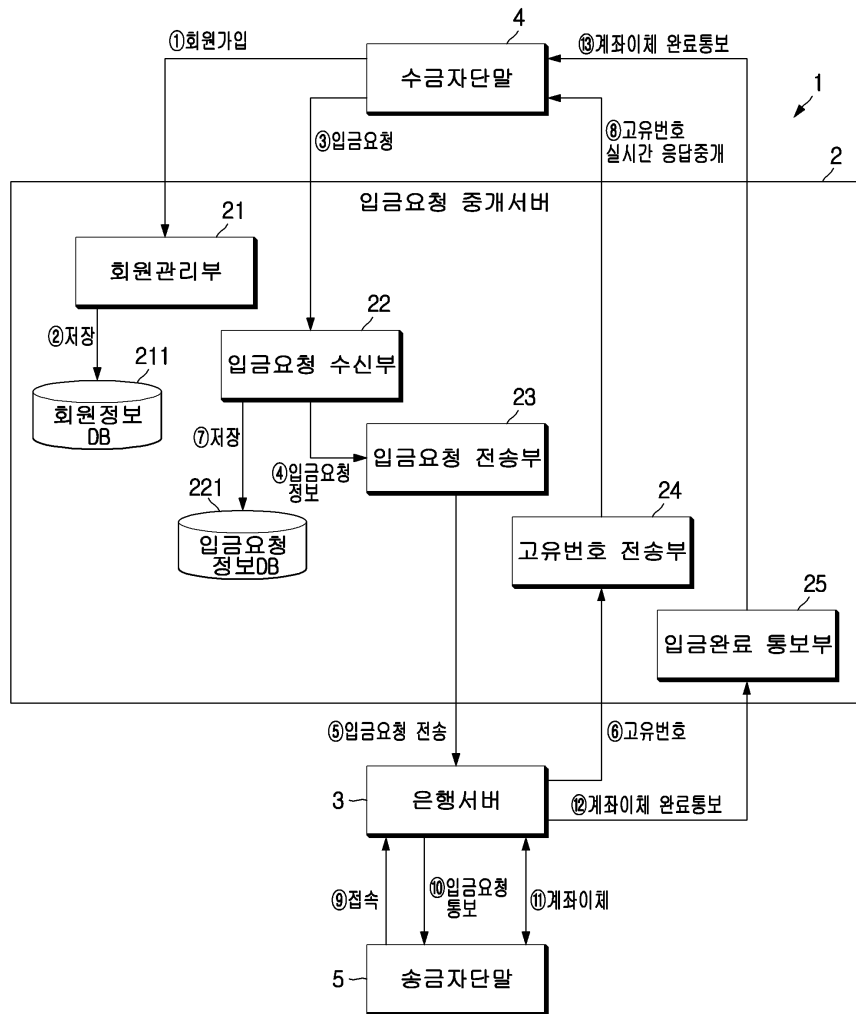 4
①회원가입
⑬계좌이체 완료통보
수금자단말
1
③입금요청
⑧고유번호
실시간 응답중개
2
입금요청 중개서버
21
회원관리부
22
②저장
211
입금요청 수신부
회원정보
DB
23
⑦저장
④입금요청
정보
입금요청 전송부
221
24
입금요청
정보DB
고유번호 전송부
25
입금완료 통보부
⑤입금요청 전송
⑥고유번호
3
은행서버
⑫계좌이체 완료통보
⑨접속
⑩입금요청
통보
⑪계좌이체
5
송금자단말